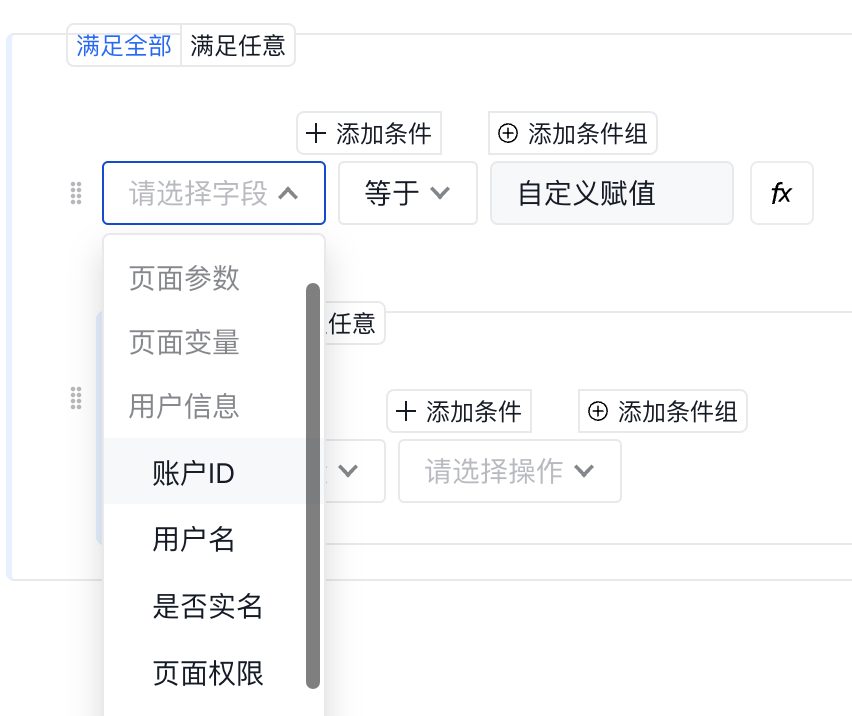 满足全部 满足任意
添加条件 添加条件组
请选择字段 等于 自定义赋值 fx
页面参数
任意
页面变量
用户信息
添加条件 添加条件组
账户ID
请选择操作
用户名
是否实名
页面权限